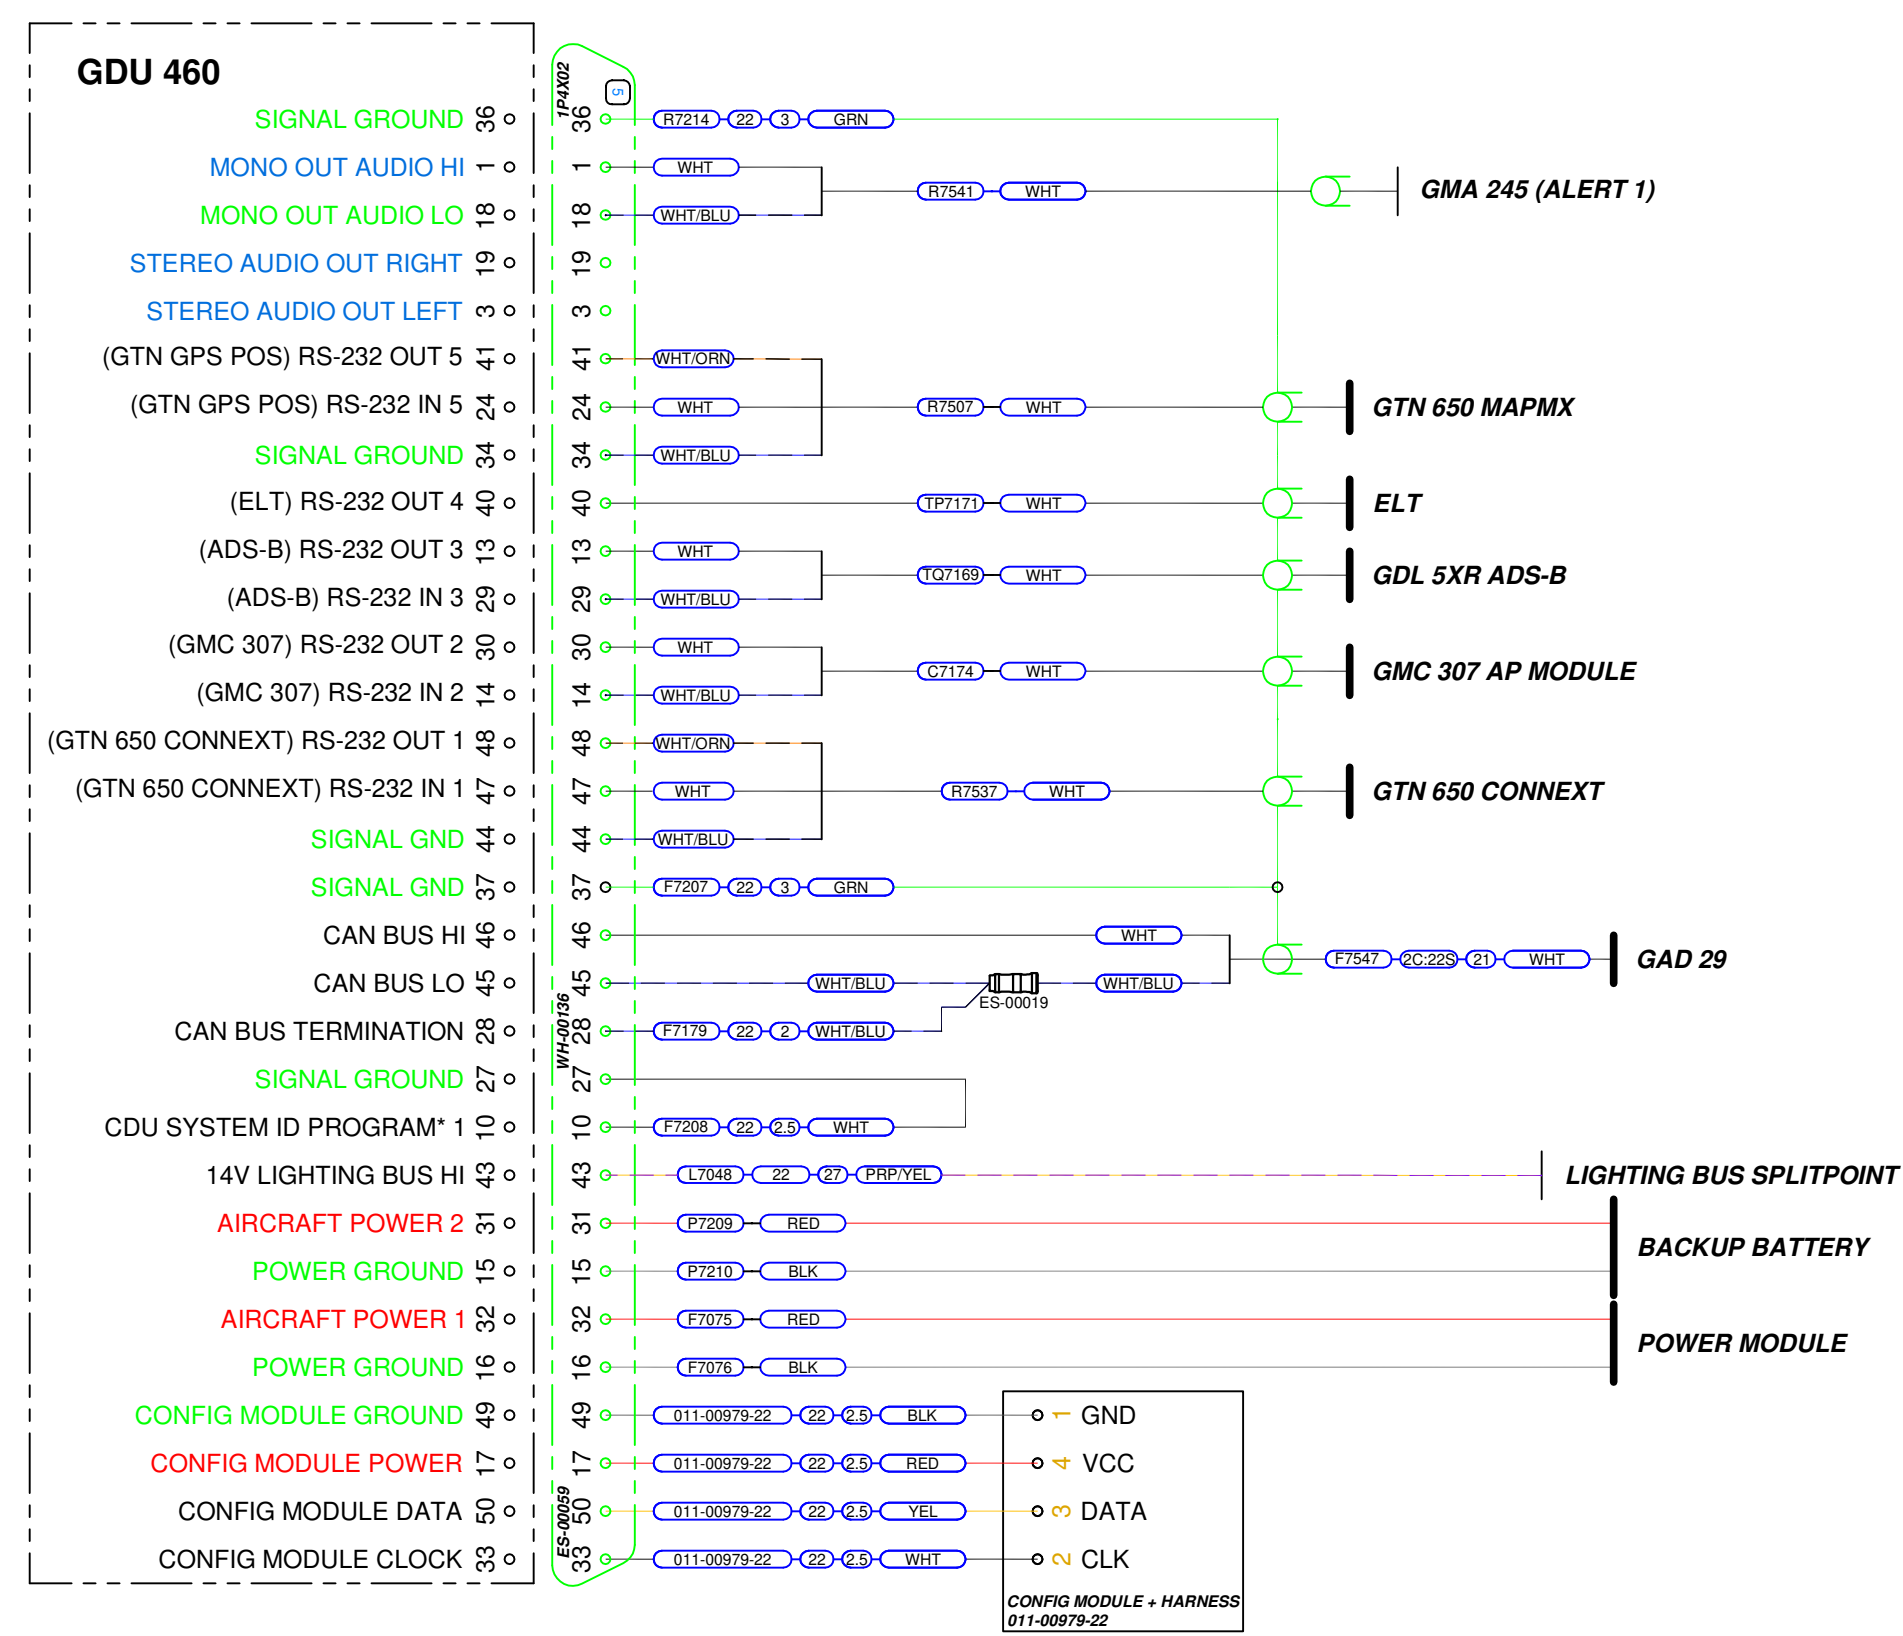 GDU 460
1P4X02
5
SIGNAL GROUND 36 36 R7214 22 3 GRN
MONO OUT AUDIO HI 1 1 WHT
R7541 WHT GMA 245 (ALERT 1)
MONO OUT AUDIO LO 18 18 WHT/BLU
STEREO AUDIO OUT RIGHT 19 19
STEREO AUDIO OUT LEFT 3 3
(GTN GPS POS) RS-232 OUT 5 41 41 WHT/ORN
(GTN GPS POS) RS-232 IN 5 24 24 WHT R7507 WHT GTN 650 MAPMX
SIGNAL GROUND 34 34 WHT/BLU
(ELT) RS-232 OUT 4 40 40 TP7171 WHT ELT
(ADS-B) RS-232 OUT 3 13 13 WHT
TQ7169 WHT GDL 5XR ADS-B
(ADS-B) RS-232 IN 3 29 29 WHT/BLU
(GMC 307) RS-232 OUT 2 30 30 WHT
C7174 WHT GMC 307 AP MODULE
(GMC 307) RS-232 IN 2 14 14 WHT/BLU
(GTN 650 CONNEXT) RS-232 OUT 1 48 48 WHT/ORN
(GTN 650 CONNEXT) RS-232 IN 1 47 47 WHT R7537 WHT GTN 650 CONNEXT
SIGNAL GND 44 44 WHT/BLU
SIGNAL GND 37 37 F7207 22 3 GRN
CAN BUS HI 46 46 WHT
F7547 2C:22S 21 WHT GAD 29
CAN BUS LO 45 45 WHT/BLU WHT/BLU
ES-00019
WH-00136
CAN BUS TERMINATION 28 28 F7179 22 2 WHT/BLU
SIGNAL GROUND 27 27
CDU SYSTEM ID PROGRAM* 1 10 10 F7208 22 2.5 WHT
14V LIGHTING BUS HI 43 43 L7048 22 27 PRP/YEL LIGHTING BUS SPLITPOINT
AIRCRAFT POWER 2 31 31 P7209 RED
BACKUP BATTERY
POWER GROUND 15 15 P7210 BLK
AIRCRAFT POWER 1 32 32 F7075 RED
POWER MODULE
POWER GROUND 16 16 F7076 BLK
CONFIG MODULE GROUND 49 49 011-00979-22 22 2.5 BLK 1 GND
CONFIG MODULE POWER 17 17 011-00979-22 22 2.5 RED 4 VCC
CONFIG MODULE DATA 50 50 011-00979-22 22 2.5 YEL 3 DATA
ES-00059
CONFIG MODULE CLOCK 33 33 011-00979-22 22 2.5 WHT 2 CLK
CONFIG MODULE + HARNESS
011-00979-22